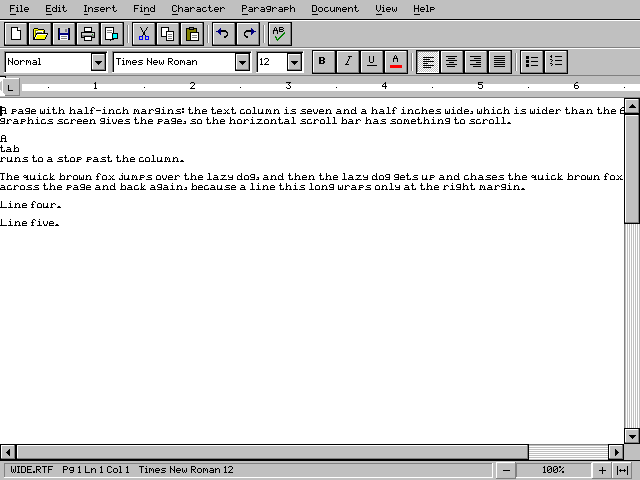 File Edit Insert Find Character Paragraph Document View Help
Normal Times New Roman 12 B I U A
L 1 2 3 4 5 6
A page with half-inch margins: the text column is seven and a half inches wide, which is wider than the 6
graphics screen gives the page, so the horizontal scroll bar has something to scroll.
A
tab
runs to a stop past the column.
The quick brown fox jumps over the lazy dog, and then the lazy dog gets up and chases the quick brown fox
across the page and back again, because a line this long wraps only at the right margin.
Line four.
Line five.
WIDE.RTF Pg 1 Ln 1 Col 1 Times New Roman 12 100%